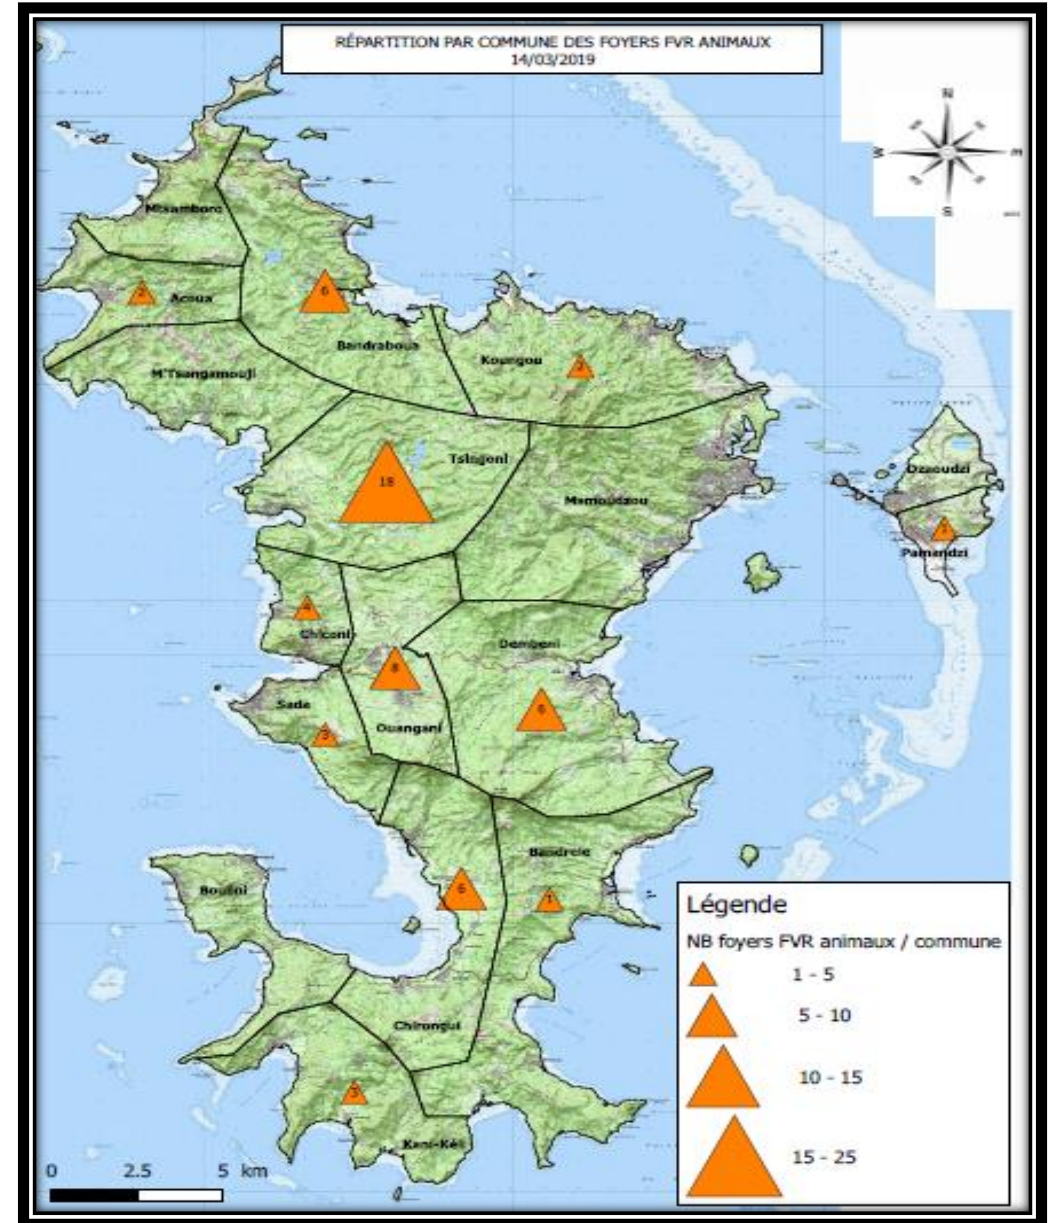 RÉPARTITION PAR COMMUNE DES FOYERS FVR ANIMAUX
14/03/2019
N
W
E
S
Mtsamboro
2
Acoua
6
Bandraboua
Koungou
M'Tsangamouji
Tsingoni
18
Mamoudzou
Dzaoudzi
Pamandzi
4
Chiconi
Dembeni
8
Ouangani
6
Sada
3
Bandrele
Boueni
6
1
Chirongui
3
Kani-Kéli
Légende
NB foyers FVR animaux / commune
1 - 5
5 - 10
10 - 15
15 - 25
0 2.5 5 km